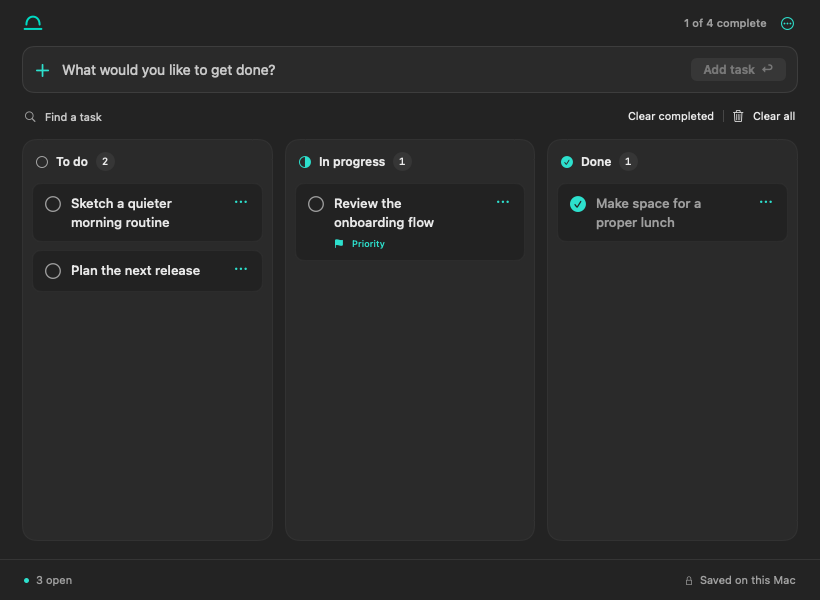 1 of 4 complete
What would you like to get done?
Add task
Find a task
Clear completed
Clear all
To do 2
Sketch a quieter
morning routine
Plan the next release
In progress 1
Review the
onboarding flow
Priority
Done 1
Make space for a
proper lunch
3 open
Saved on this Mac